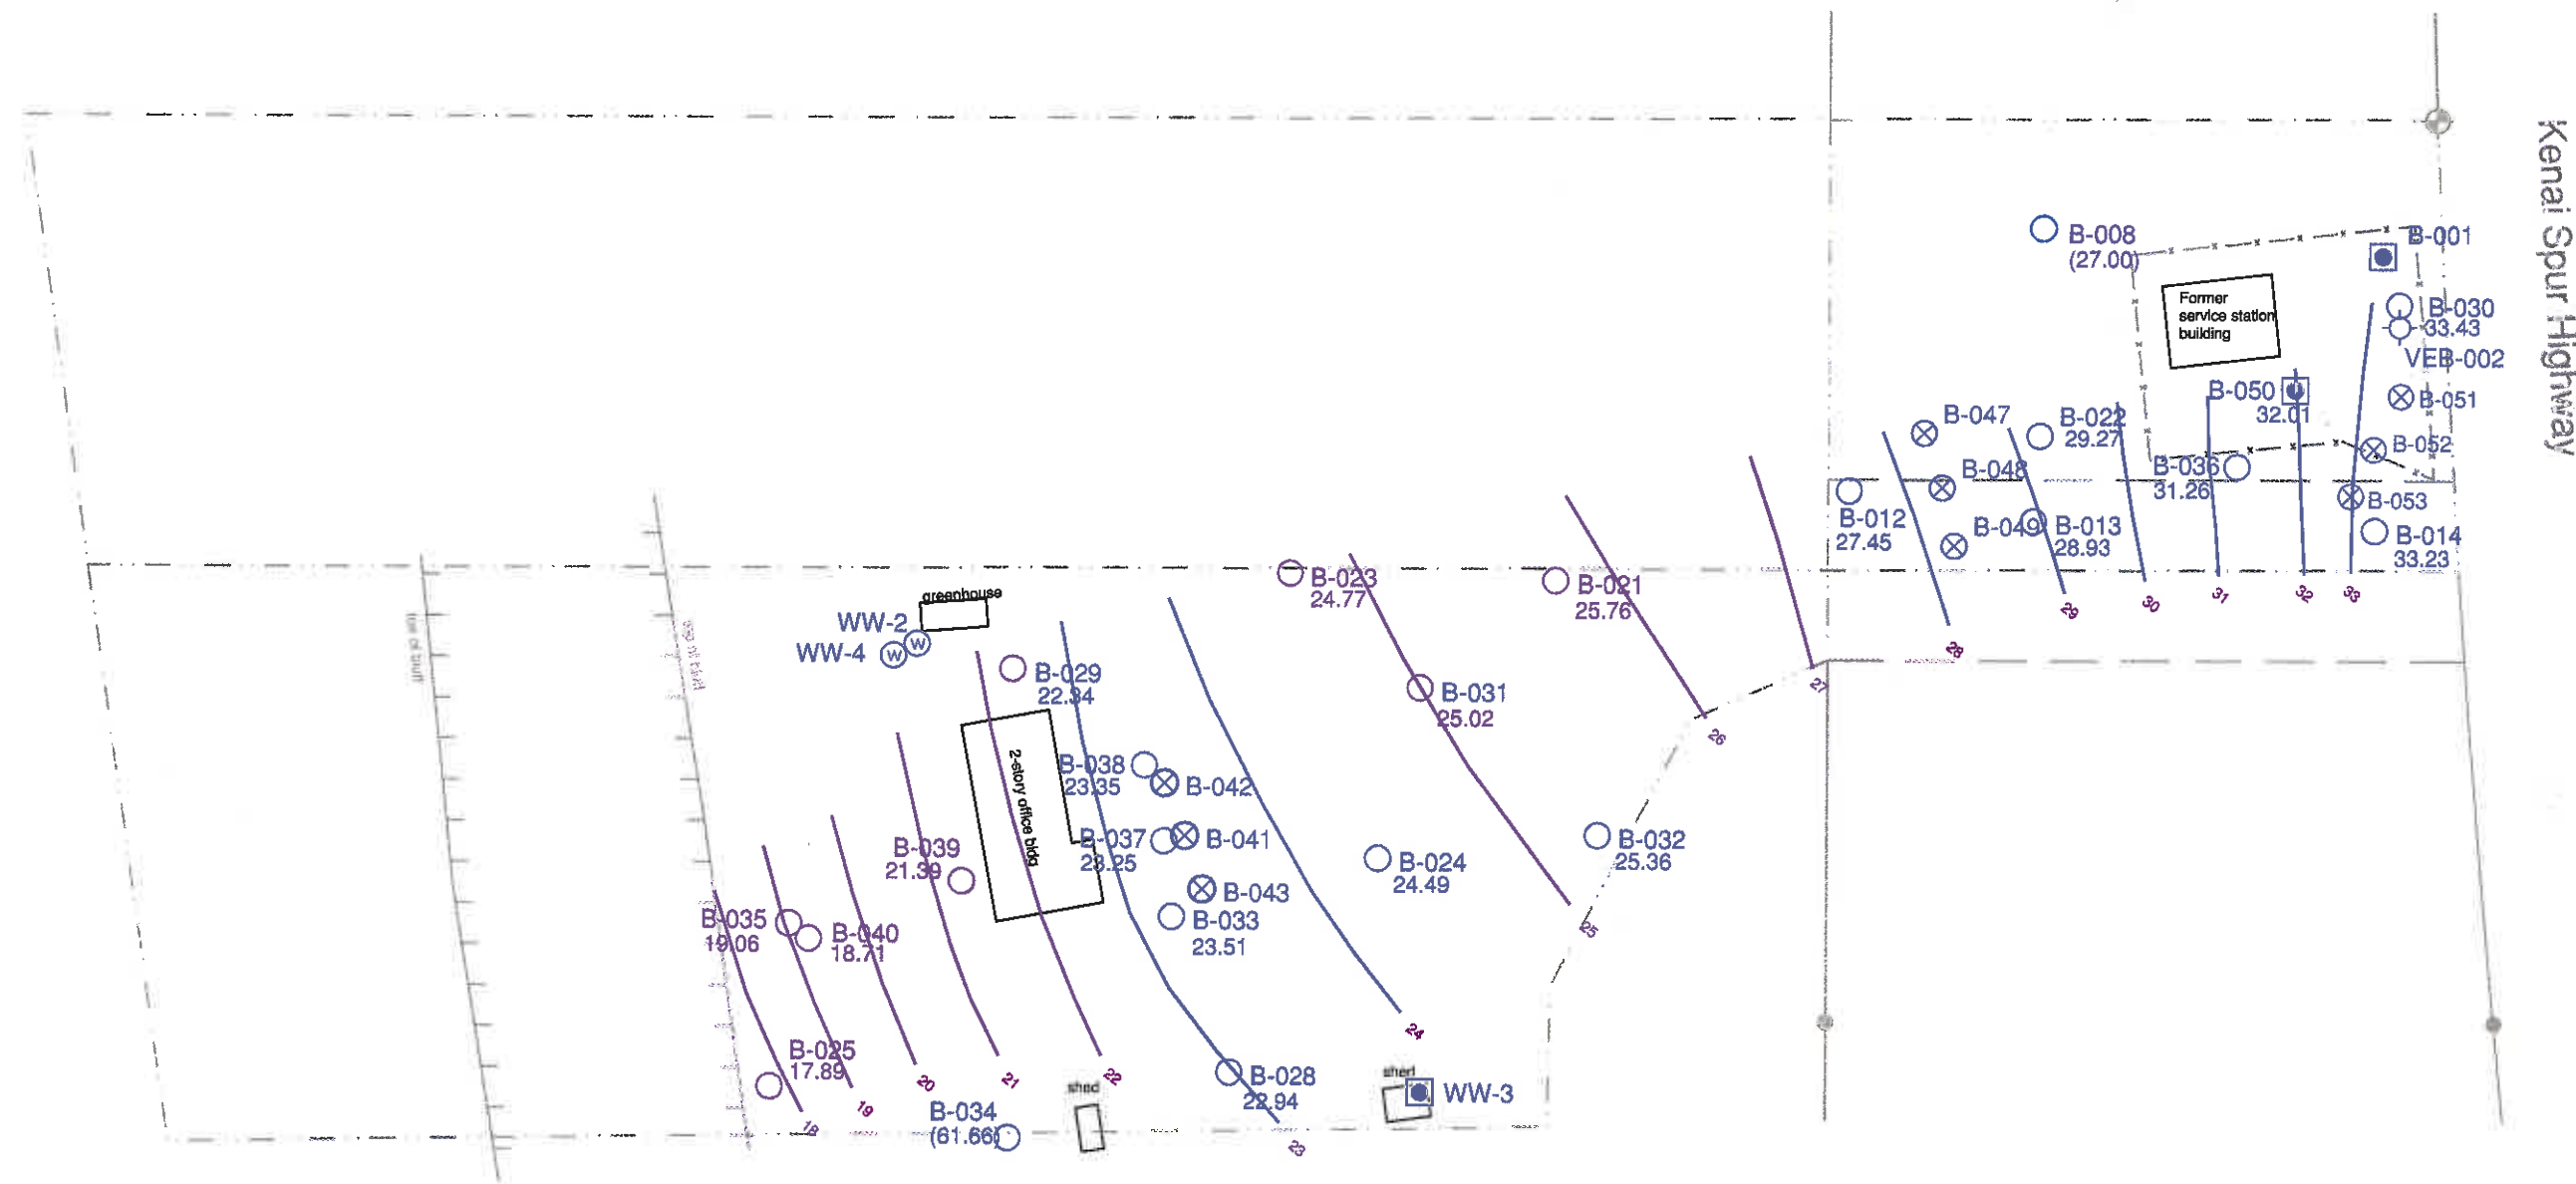 Kenai Spur Highway
B-001
B-008
(27.00)
Former
service station
building
B-030
33.43
VEB-002
B-050
32.01
B-051
B-047
B-022
29.27
B-052
B-048
B-036
31.26
B-053
B-012
27.45
B-049
B-013
28.93
B-014
33.23
33
32
31
30
29
28
27
26
25
24
23
22
21
20
19
18
B-023
24.77
B-021
25.76
greenhouse
WW-2
WW-4
toe of bluff
top of bluff
B-029
22.34
B-031
25.02
2-story office bldg
B-038
23.35
B-042
B-037
23.25
B-041
B-032
25.36
B-039
21.39
B-024
24.49
B-043
B-033
23.51
B-035
19.06
B-040
18.71
B-025
17.89
B-034
(61.66)
shed
B-028
22.94
shed
WW-3